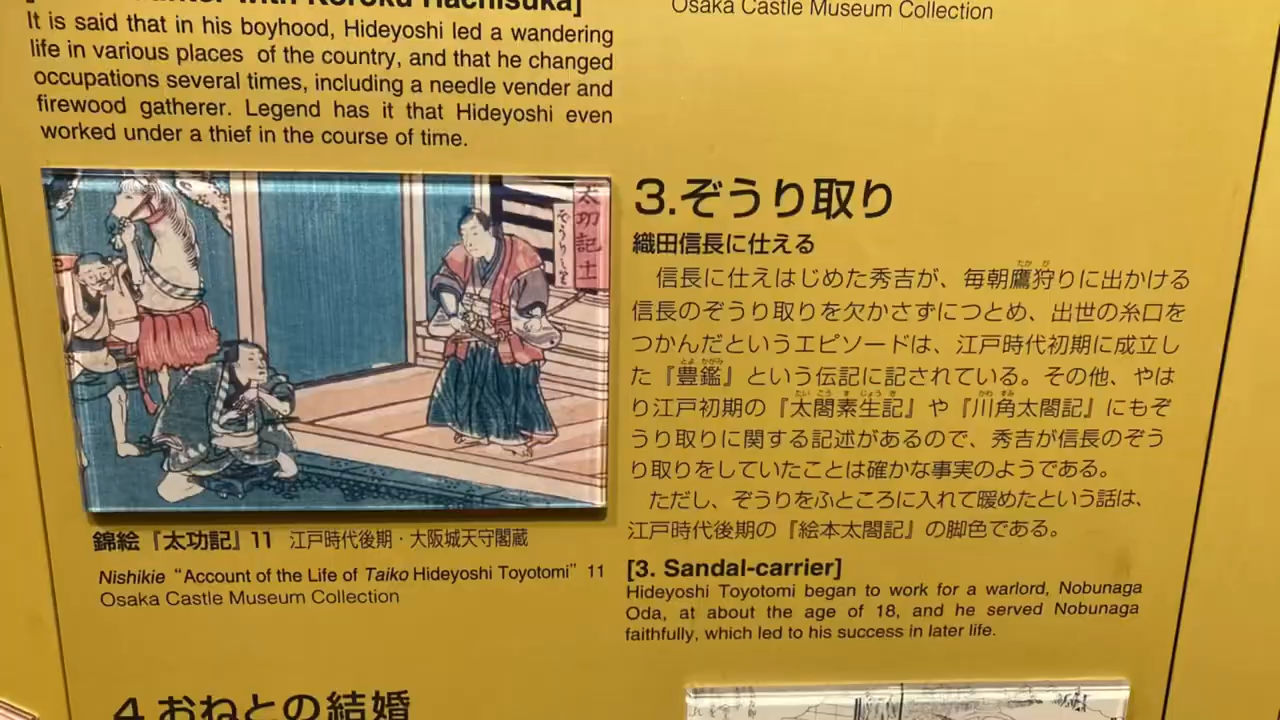 with Koroku Hachisuka]
It is said that in his boyhood, Hideyoshi led a wandering
life in various places of the country, and that he changed
occupations several times, including a needle vender and
firewood gatherer. Legend has it that Hideyoshi even
worked under a thief in the course of time.
Osaka Castle Museum Collection
太功記 十一
ぞうりとり
錦絵『太功記』11 江戸時代後期・大阪城天守閣蔵
Nishikie “Account of the Life of Taiko Hideyoshi Toyotomi” 11
Osaka Castle Museum Collection
3.ぞうり取り
織田信長に仕える
信長に仕えはじめた秀吉が、毎朝鷹狩りに出かける
信長のぞうり取りを欠かさずにつとめ、出世の糸口を
つかんだというエピソードは、江戸時代初期に成立し
た『豊鑑』という伝記に記されている。その他、やは
り江戸初期の『太閤素生記』や『川角太閤記』にもぞ
うり取りに関する記述があるので、秀吉が信長のぞう
り取りをしていたことは確かな事実のようである。
ただし、ぞうりをふところに入れて暖めたという話は、
江戸時代後期の『絵本太閤記』の脚色である。
[3. Sandal-carrier]
Hideyoshi Toyotomi began to work for a warlord, Nobunaga
Oda, at about the age of 18, and he served Nobunaga
faithfully, which led to his success in later life.
4.おねとの結婚